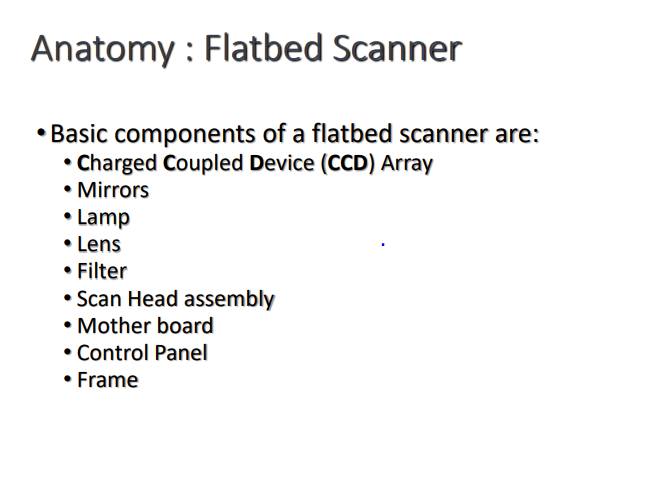 Anatomy : Flatbed Scanner
• Basic components of a flatbed scanner are:
• Charged Coupled Device (CCD) Array
• Mirrors
• Lamp
• Lens
• Filter
• Scan Head assembly
• Mother board
• Control Panel
• Frame